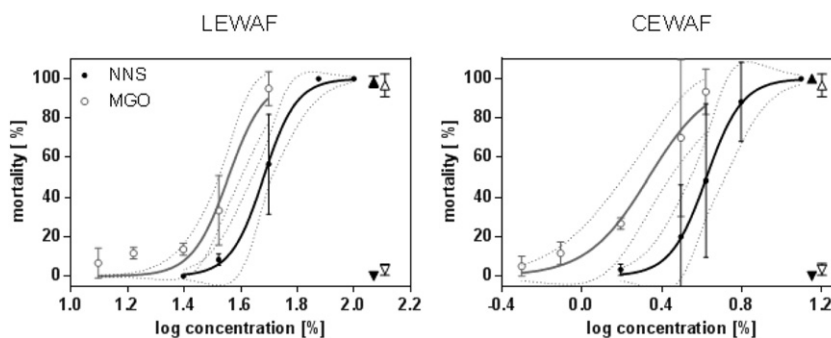 LEWAF
CEWAF
mortality [ %]
100
80
60
40
20
0
NNS
MGO
1.0 1.2 1.4 1.6 1.8 2.0 2.2
log concentration [%]
mortality [ %]
100
80
60
40
20
0
-0.4 0.0 0.4 0.8 1.2
log concentration [%]